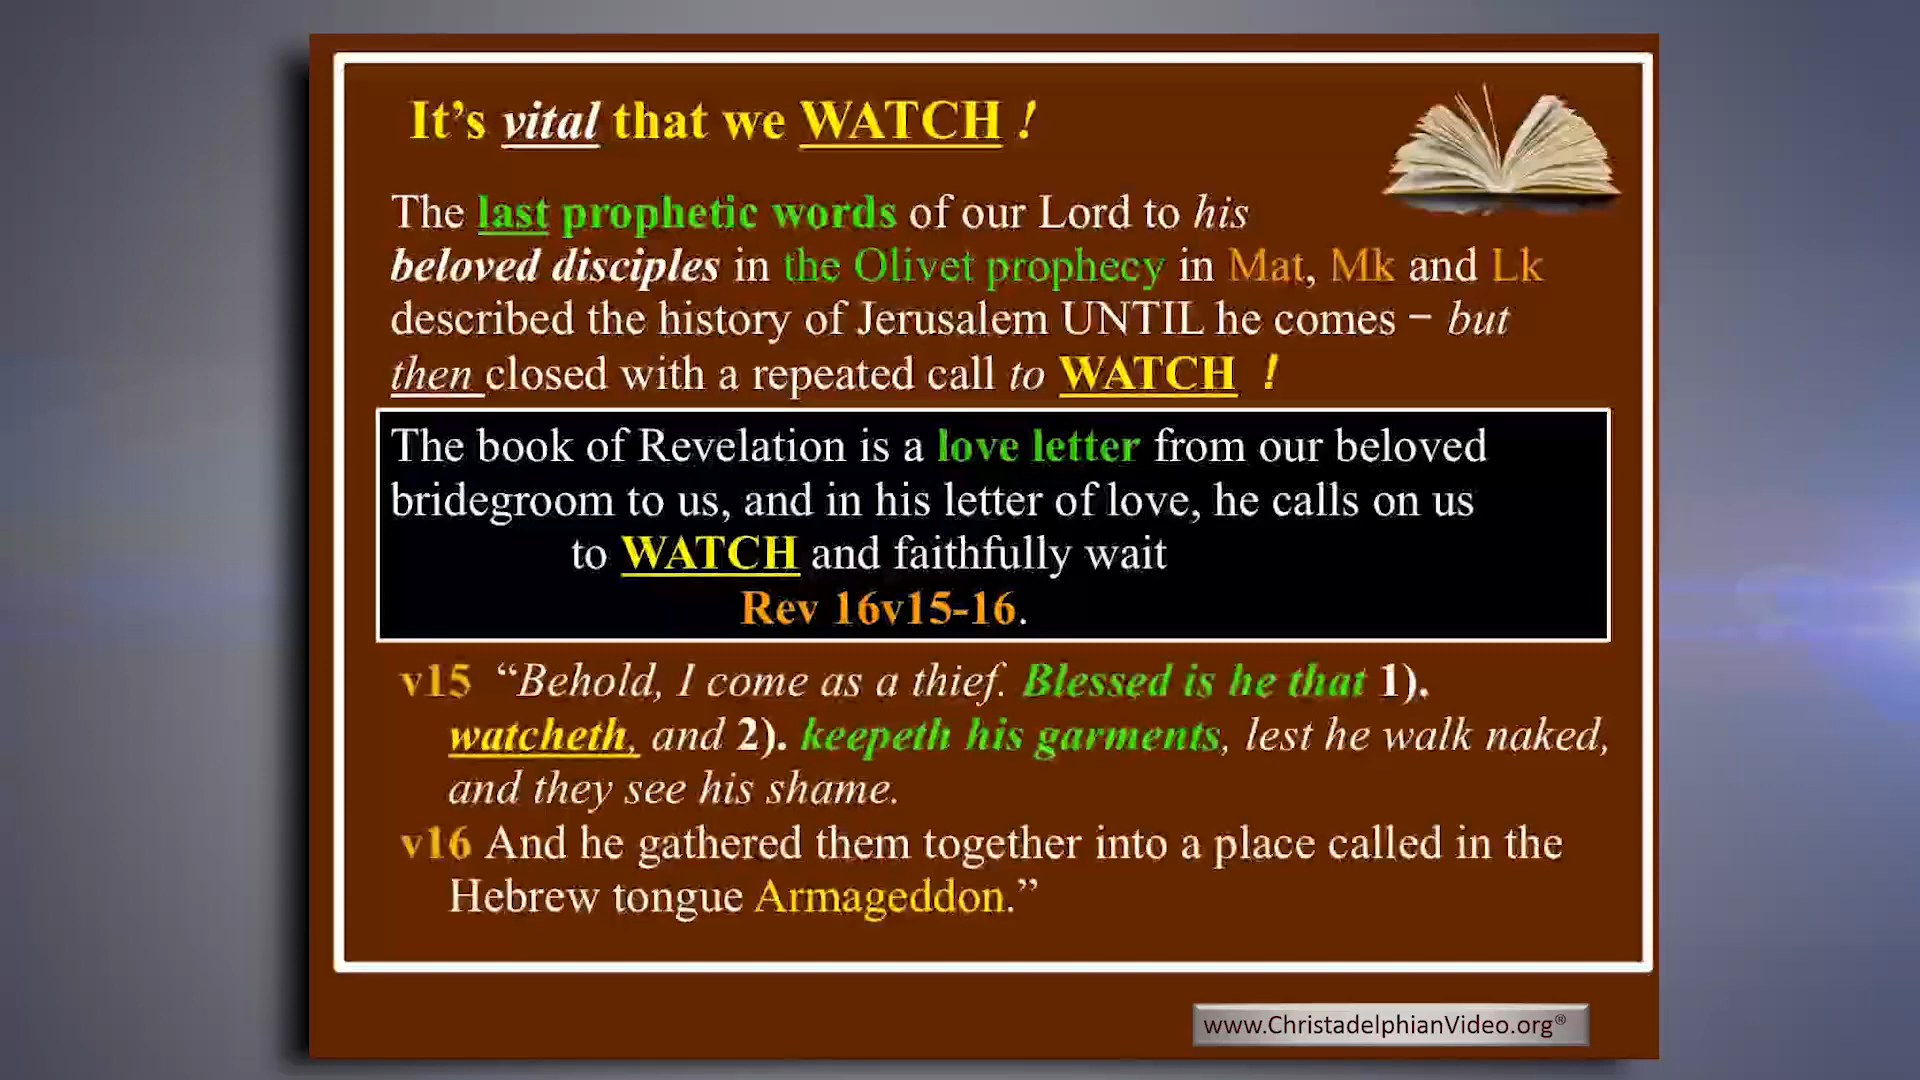 It's vital that we WATCH !
The last prophetic words of our Lord to his
beloved disciples in the Olivet prophecy in Mat, Mk and Lk
described the history of Jerusalem UNTIL he comes – but
then closed with a repeated call to WATCH !
The book of Revelation is a love letter from our beloved
bridegroom to us, and in his letter of love, he calls on us
to WATCH and faithfully wait
Rev 16v15-16.
v15 “Behold, I come as a thief. Blessed is he that 1).
watcheth, and 2). keepeth his garments, lest he walk naked,
and they see his shame.
v16 And he gathered them together into a place called in the
Hebrew tongue Armageddon.”
www.ChristadelphianVideo.org®